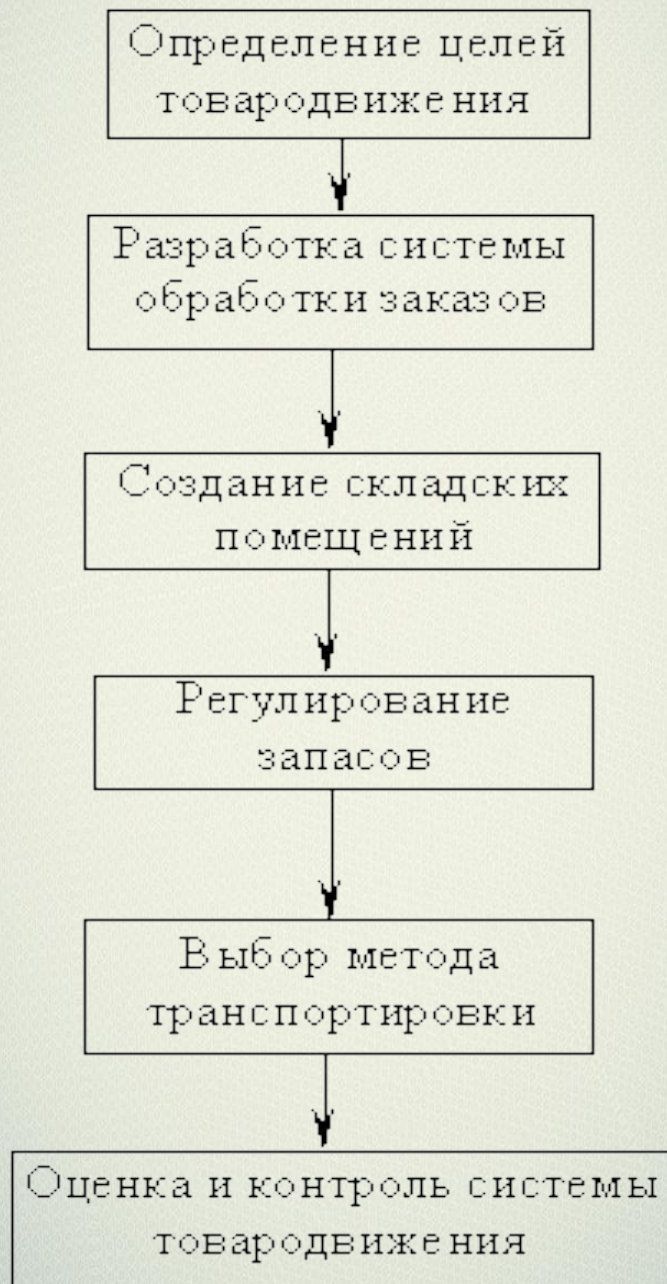 Определение целей
товародвижения
Разработка системы
обработки заказов
Создание складских
помещений
Регулирование
запасов
Выбор метода
транспортировки
Оценка и контроль системы
товародвижения